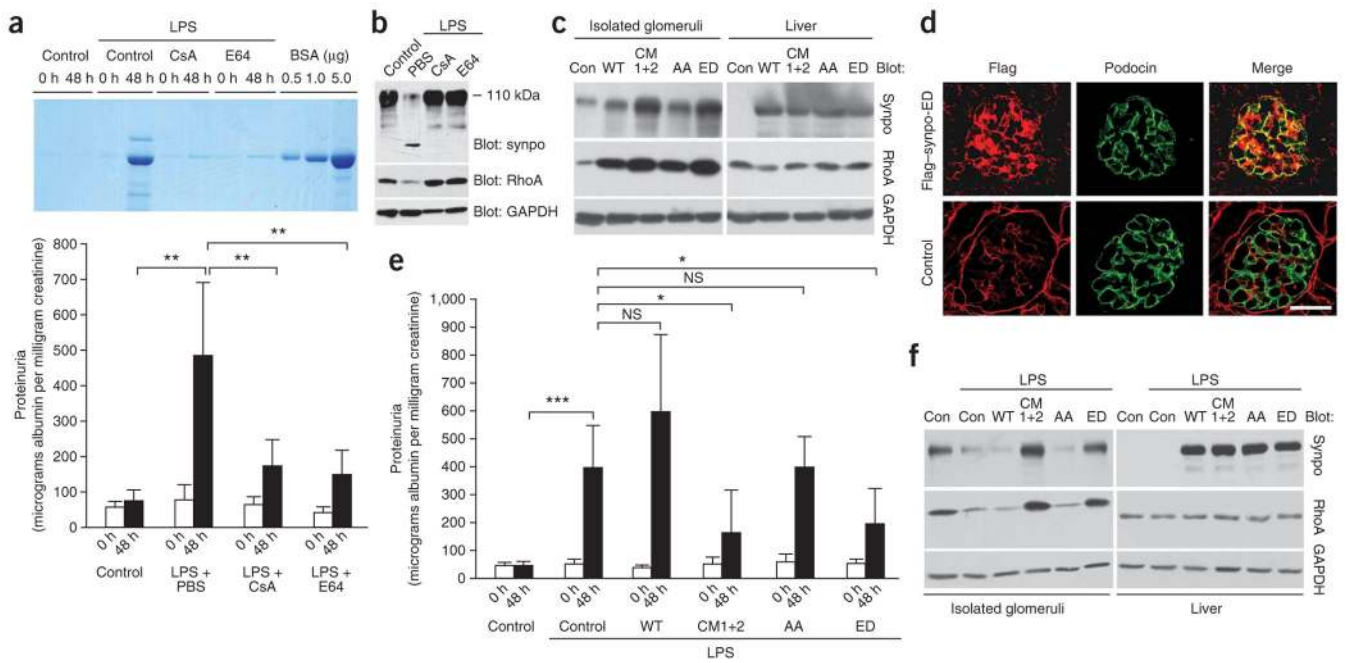 a
LPS
Control Control CsA E64 BSA (µg)
0 h 48 h 0 h 48 h 0 h 48 h 0 h 48 h 0.5 1.0 5.0
800
700
600
500
400
300
200
100
0
Proteinuria
(micrograms albumin per milligram creatinine)
** ** **
0 h 48 h 0 h 48 h 0 h 48 h 0 h 48 h
Control LPS + PBS LPS + CsA LPS + E64
b
LPS
Control PBS CsA E64
– 110 kDa
Blot: synpo
Blot: RhoA
Blot: GAPDH
c
Isolated glomeruli Liver
Con WT CM 1+2 AA ED Con WT CM 1+2 AA ED Blot:
Synpo
RhoA
GAPDH
d
Flag Podocin Merge
Flag–synpo-ED
Control
e
1,000
900
800
700
600
500
400
300
200
100
0
Proteinuria
(micrograms albumin per milligram creatinine)
*
NS
*
NS
***
0 h 48 h 0 h 48 h 0 h 48 h 0 h 48 h 0 h 48 h 0 h 48 h
Control Control WT CM1+2 AA ED
LPS
f
LPS LPS
Con Con WT CM 1+2 AA ED Con Con WT CM 1+2 AA ED Blot:
Synpo
RhoA
GAPDH
Isolated glomeruli Liver